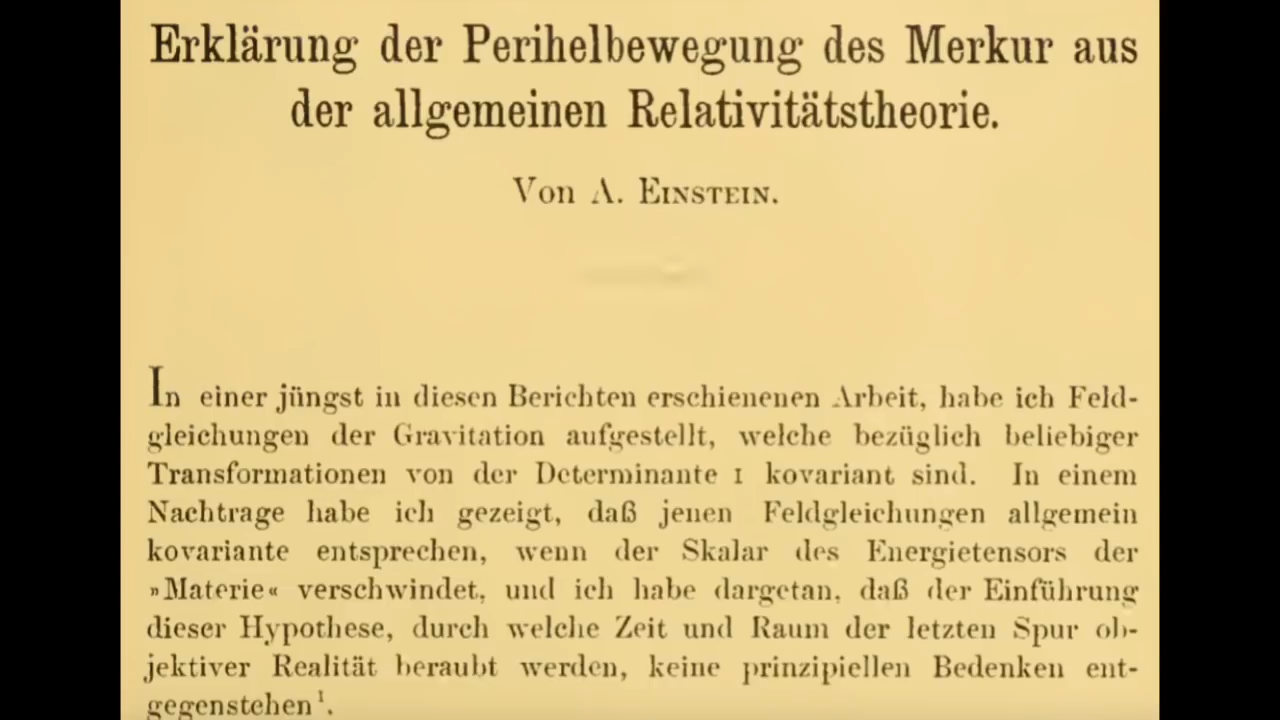 Erklärung der Perihelbewegung des Merkur aus
der allgemeinen Relativitätstheorie.
Von A. Einstein.
In einer jüngst in diesen Berichten erschienenen Arbeit, habe ich Feld-
gleichungen der Gravitation aufgestellt, welche bezüglich beliebiger
Transformationen von der Determinante 1 kovariant sind. In einem
Nachtrage habe ich gezeigt, daß jenen Feldgleichungen allgemein
kovariante entsprechen, wenn der Skalar des Energietensors der
»Materie« verschwindet, und ich habe dargetan, daß der Einführung
dieser Hypothese, durch welche Zeit und Raum der letzten Spur ob-
jektiver Realität beraubt werden, keine prinzipiellen Bedenken ent-
gegenstehen¹.